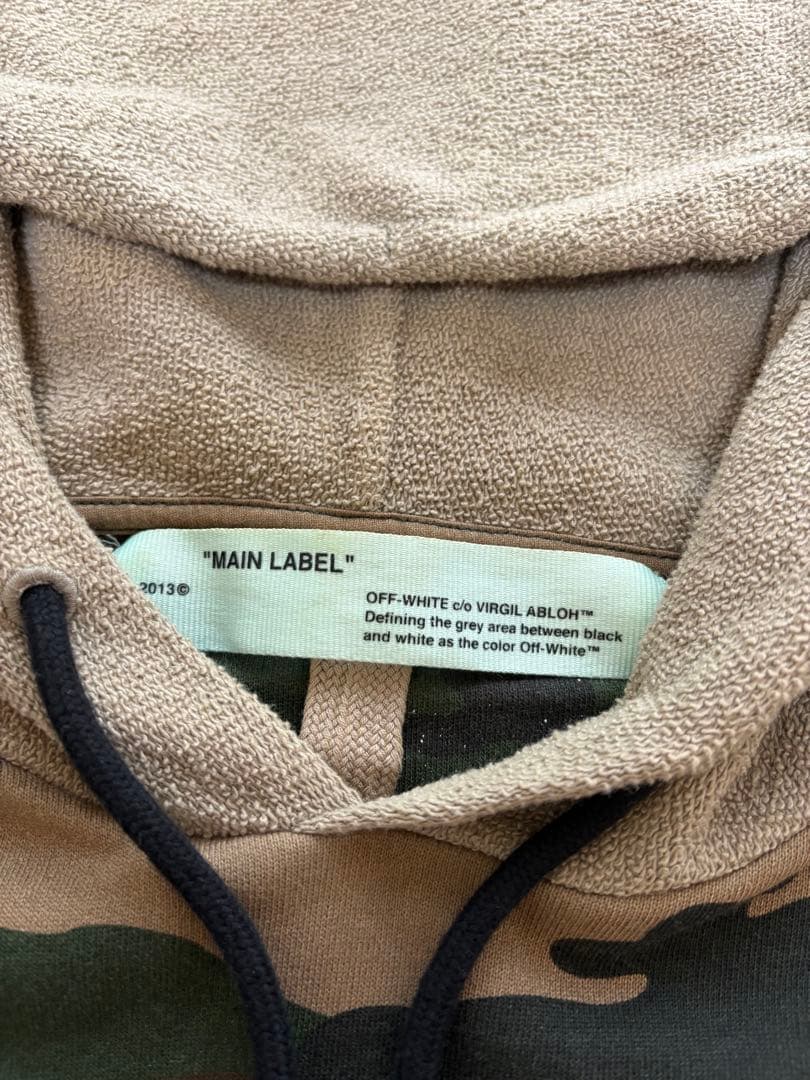 "MAIN LABEL"
2013©
OFF-WHITE c/o VIRGIL ABLOH™
Defining the grey area between black
and white as the color Off-White™